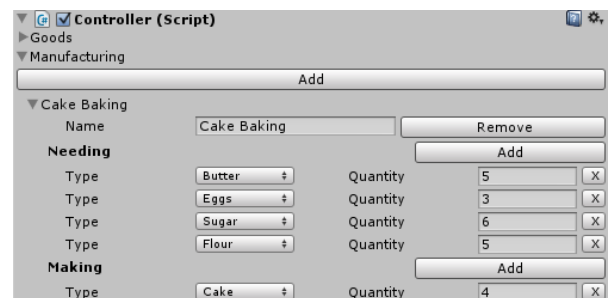 Controller (Script)
Goods
Manufacturing
Add
Cake Baking
Name Cake Baking Remove
Needing Add
Type Butter Quantity 5 X
Type Eggs Quantity 3 X
Type Sugar Quantity 6 X
Type Flour Quantity 5 X
Making Add
Type Cake Quantity 4 X